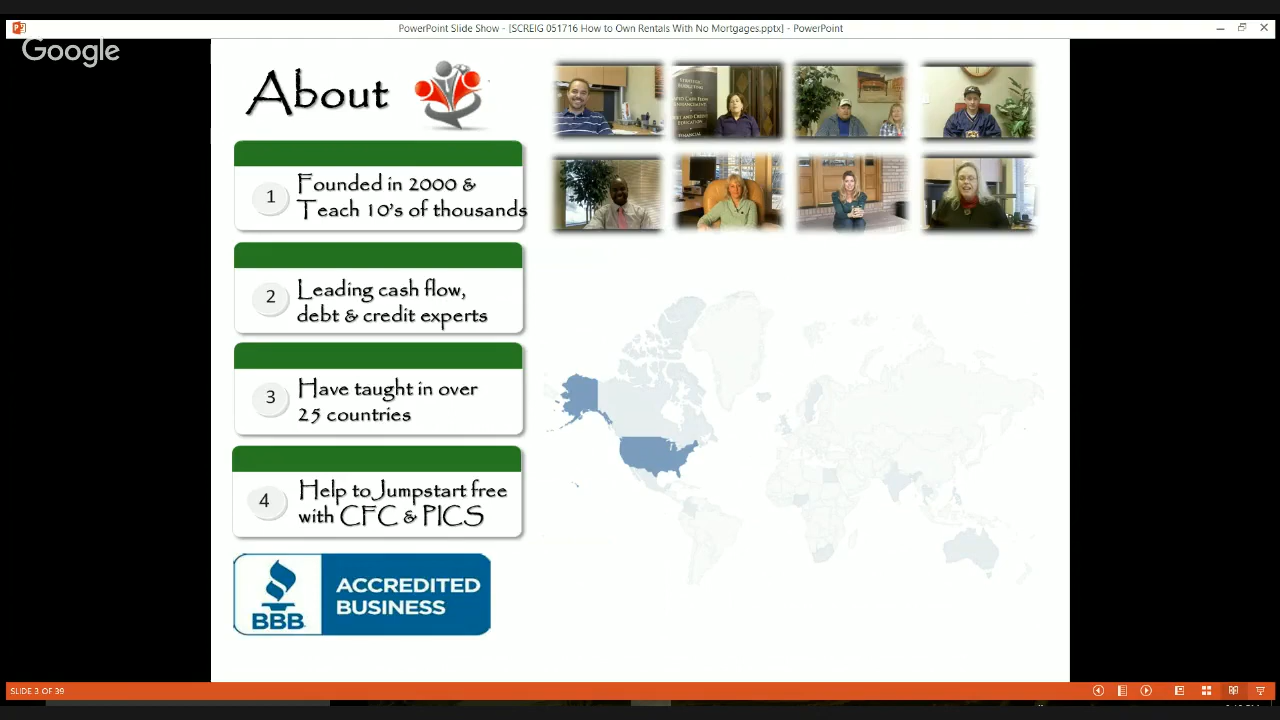 PowerPoint Slide Show - [SCREIG 051716 How to Own Rentals With No Mortgages.pptx] - PowerPoint
Google
About
1
Founded in 2000 &
Teach 10's of thousands
2
Leading cash flow,
debt & credit experts
3
Have taught in over
25 countries
4
Help to Jumpstart free
with CFC & PICS
BBB
ACCREDITED
BUSINESS
SLIDE 3 OF 39